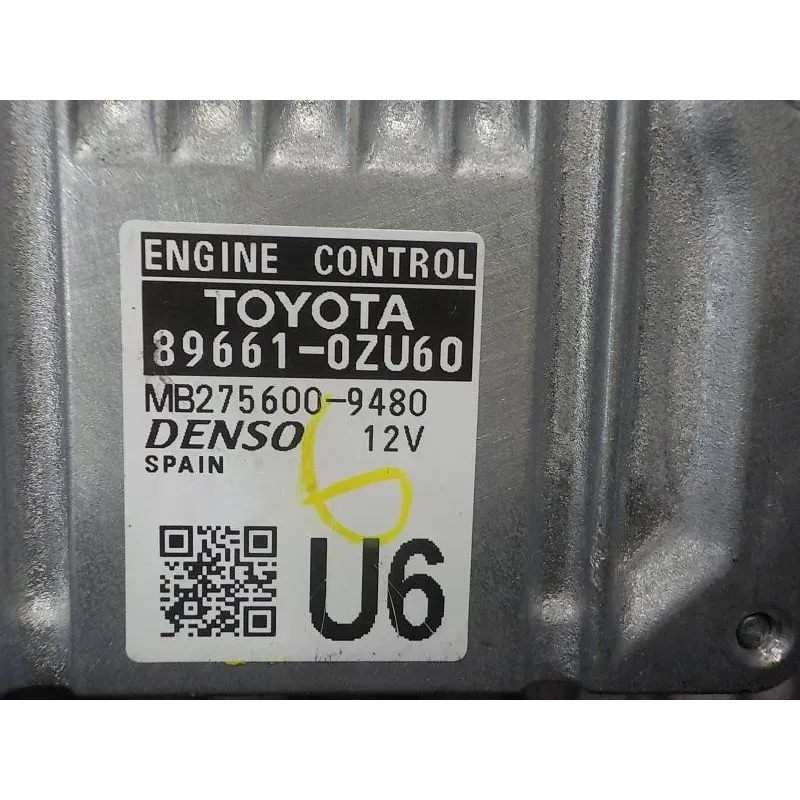 ENGINE CONTROL
TOYOTA
89661-0ZU60
MB275600-9480
DENSO 12V
SPAIN
6
U6